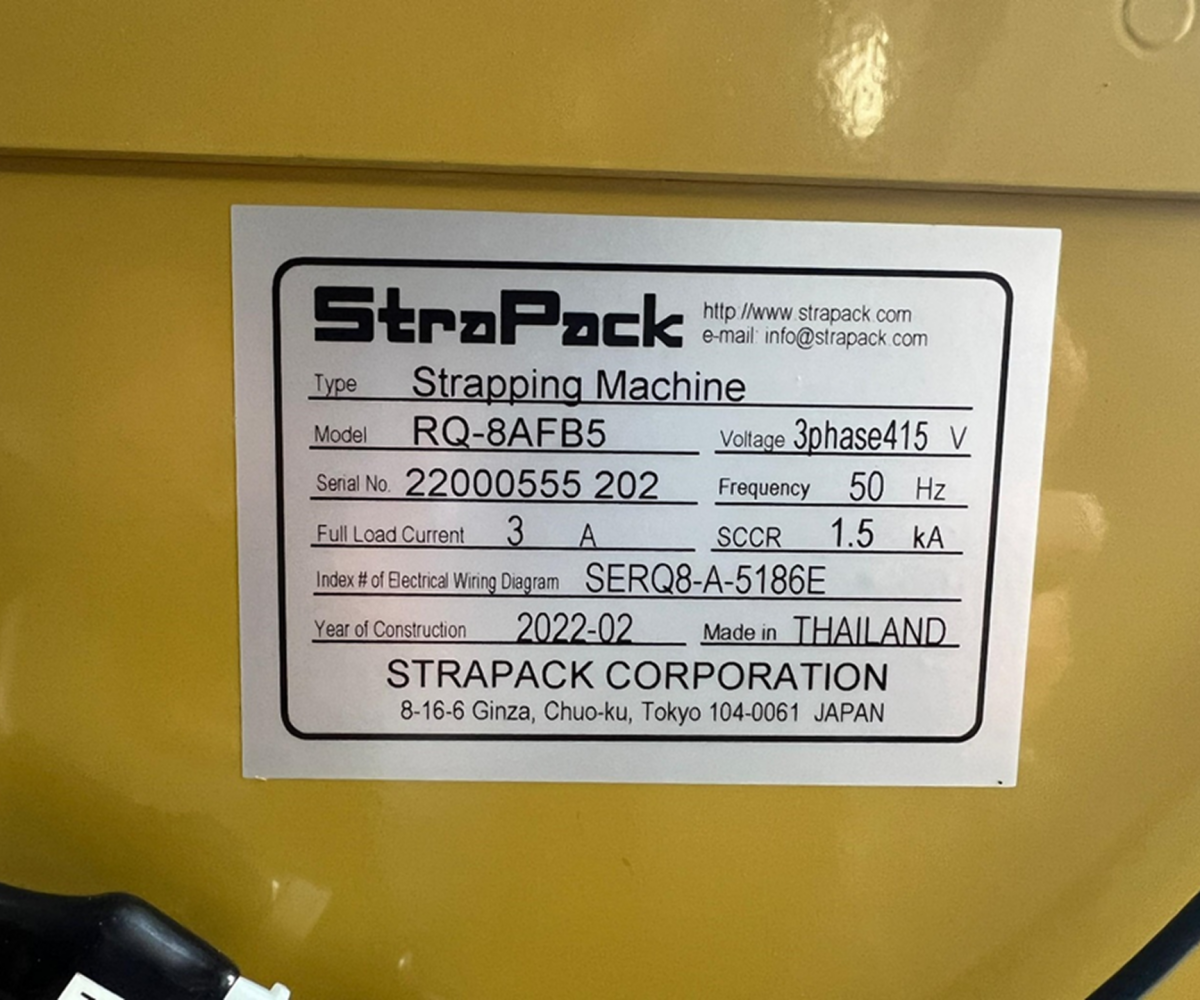 StraPack http://www.strapack.com
e-mail: info@strapack.com
Type Strapping Machine
Model RQ-8AFB5 Voltage 3phase415 V
Serial No. 22000555 202 Frequency 50 Hz
Full Load Current 3 A SCCR 1.5 kA
Index # of Electrical Wiring Diagram SERQ8-A-5186E
Year of Construction 2022-02 Made in THAILAND
STRAPACK CORPORATION
8-16-6 Ginza, Chuo-ku, Tokyo 104-0061 JAPAN